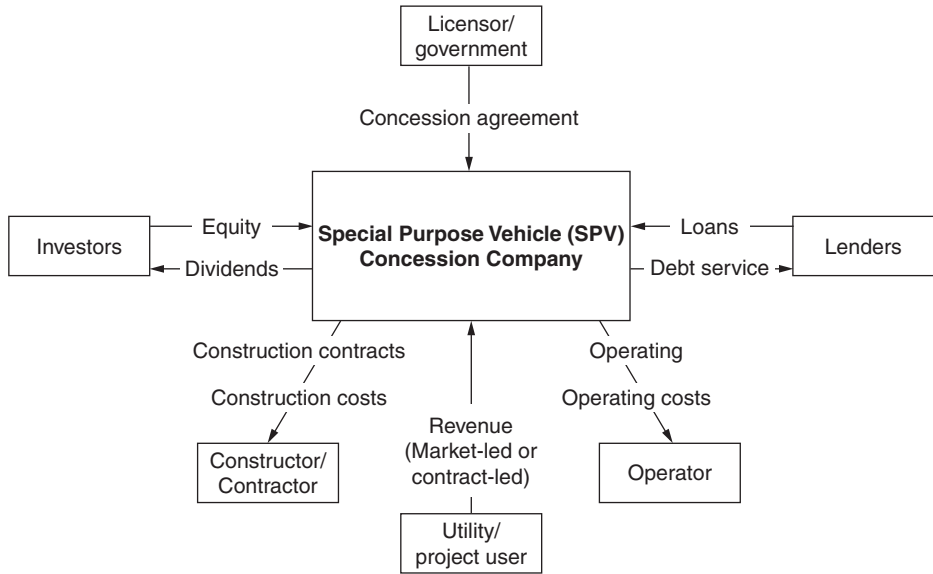 Licensor/
government
Concession agreement
Special Purpose Vehicle (SPV)
Concession Company
Investors
Equity
Dividends
Loans
Debt service
Lenders
Construction contracts
Construction costs
Constructor/
Contractor
Revenue
(Market-led or
contract-led)
Utility/
project user
Operating
Operating costs
Operator